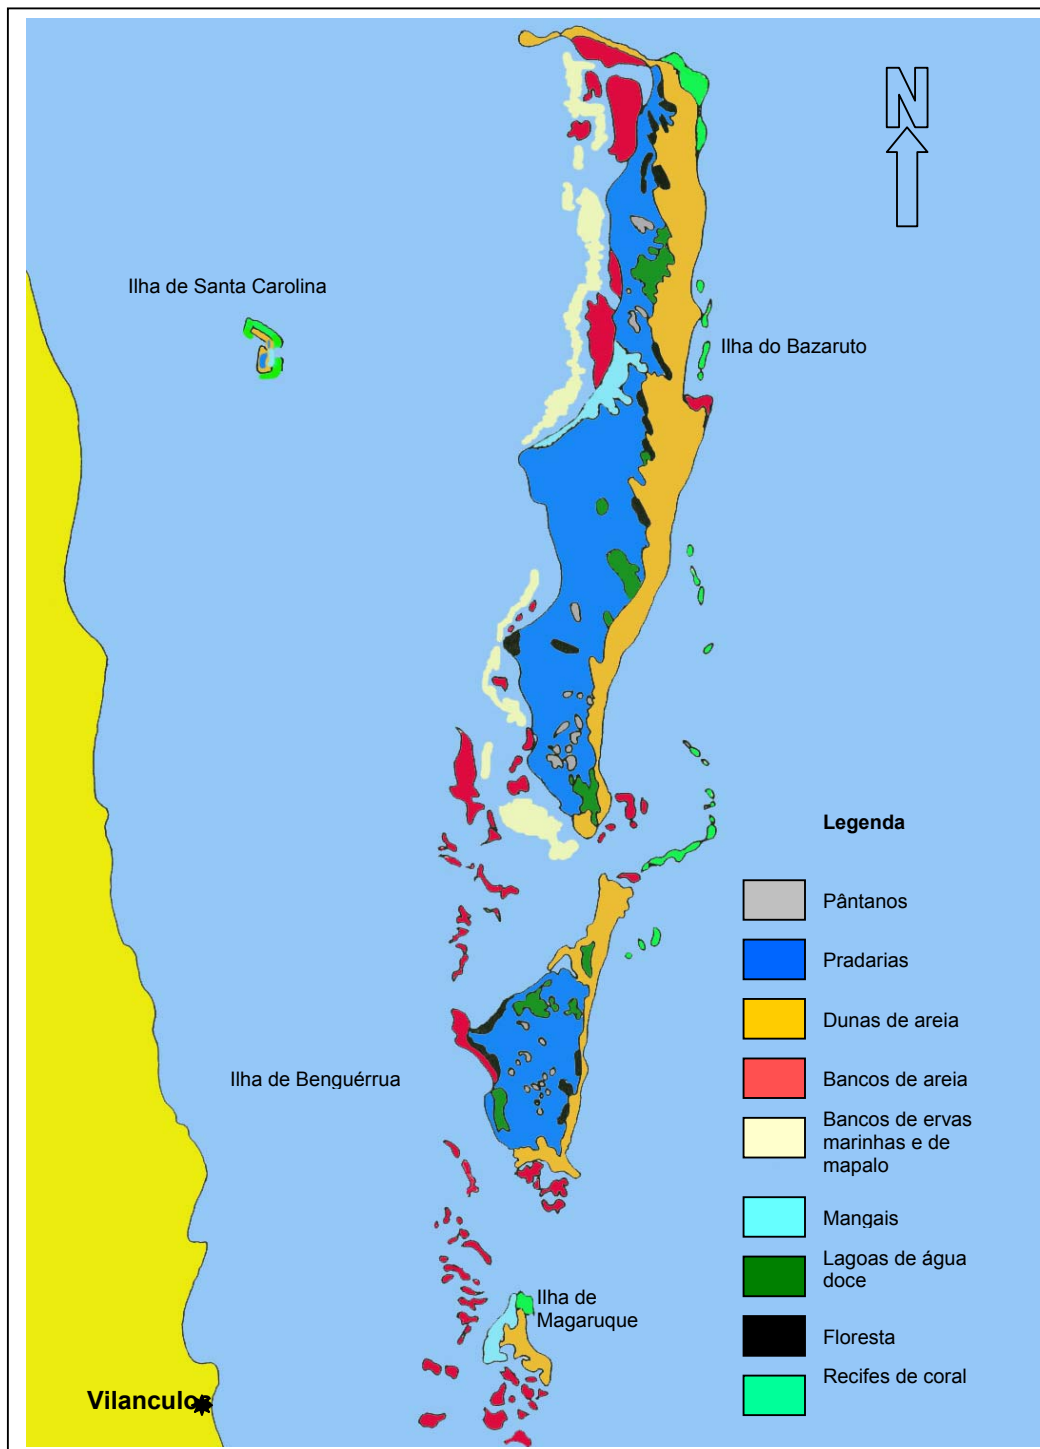 N
Ilha de Santa Carolina
Ilha do Bazaruto
Legenda
Pântanos
Pradarias
Dunas de areia
Bancos de areia
Ilha de Benguérrua
Bancos de ervas
marinhas e de
mapalo
Mangais
Lagoas de água
doce
Ilha de
Magaruque
Floresta
Recifes de coral
Vilanculos